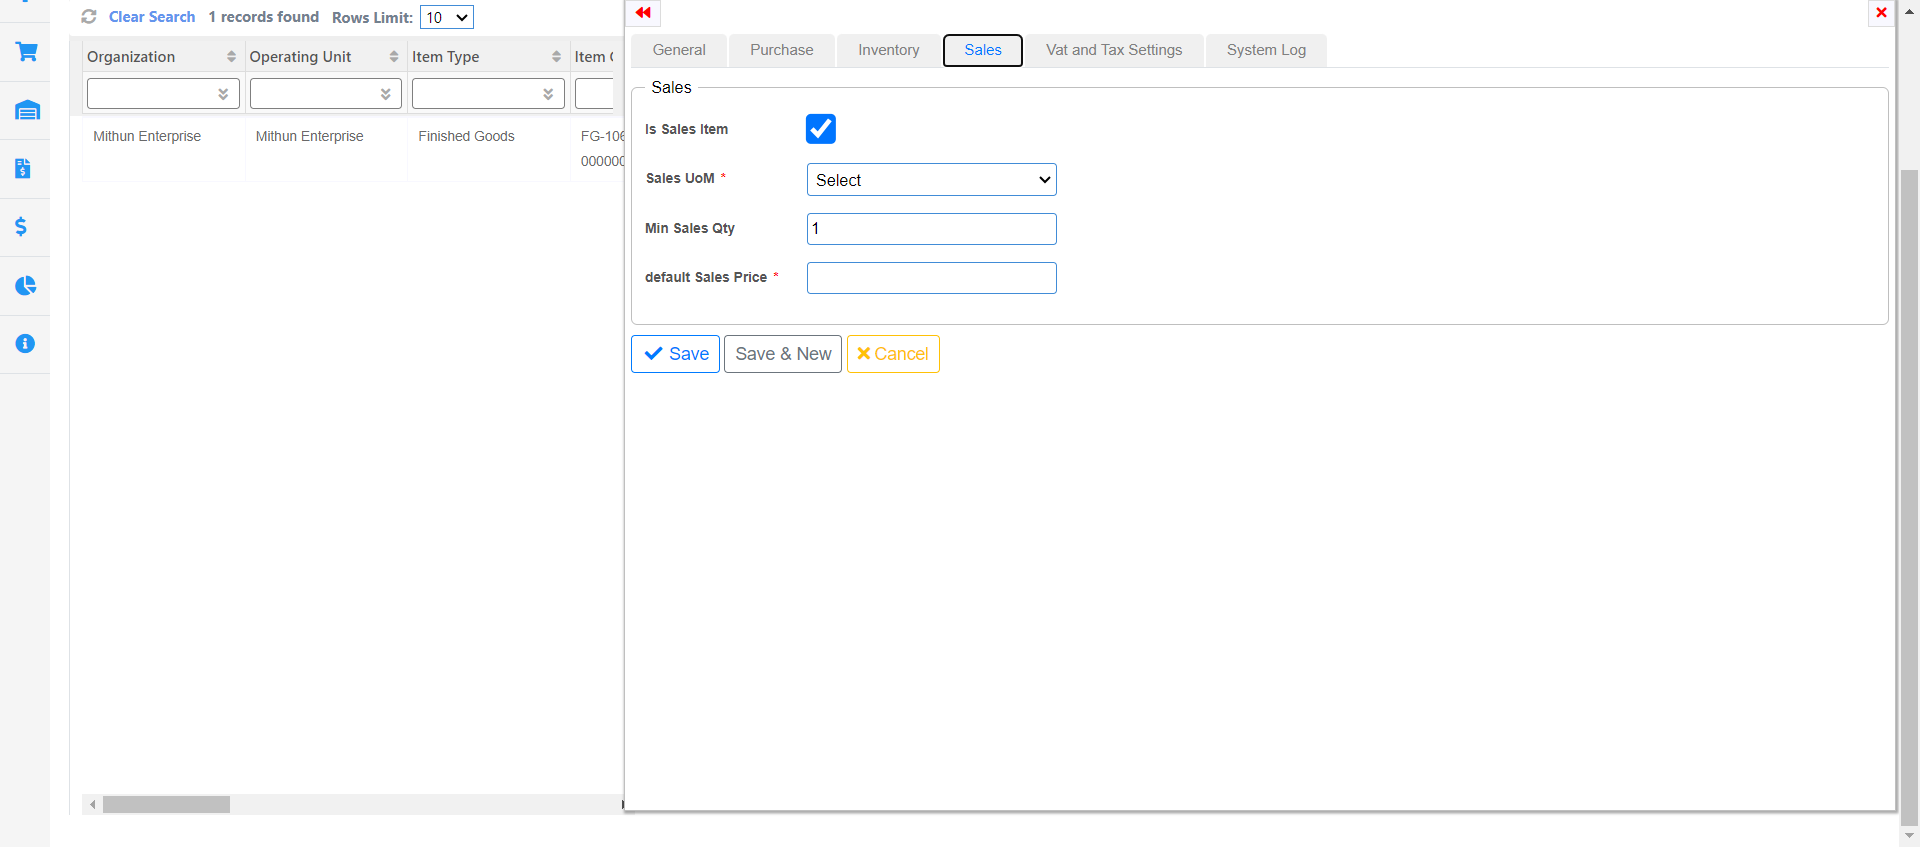 Clear Search 1 records found Rows Limit: 10
Organization Operating Unit Item Type Item
Mithun Enterprise Mithun Enterprise Finished Goods FG-106
000000
General Purchase Inventory Sales Vat and Tax Settings System Log
Sales
Is Sales Item
Sales UoM * Select
Min Sales Qty 1
default Sales Price *
Save Save & New Cancel